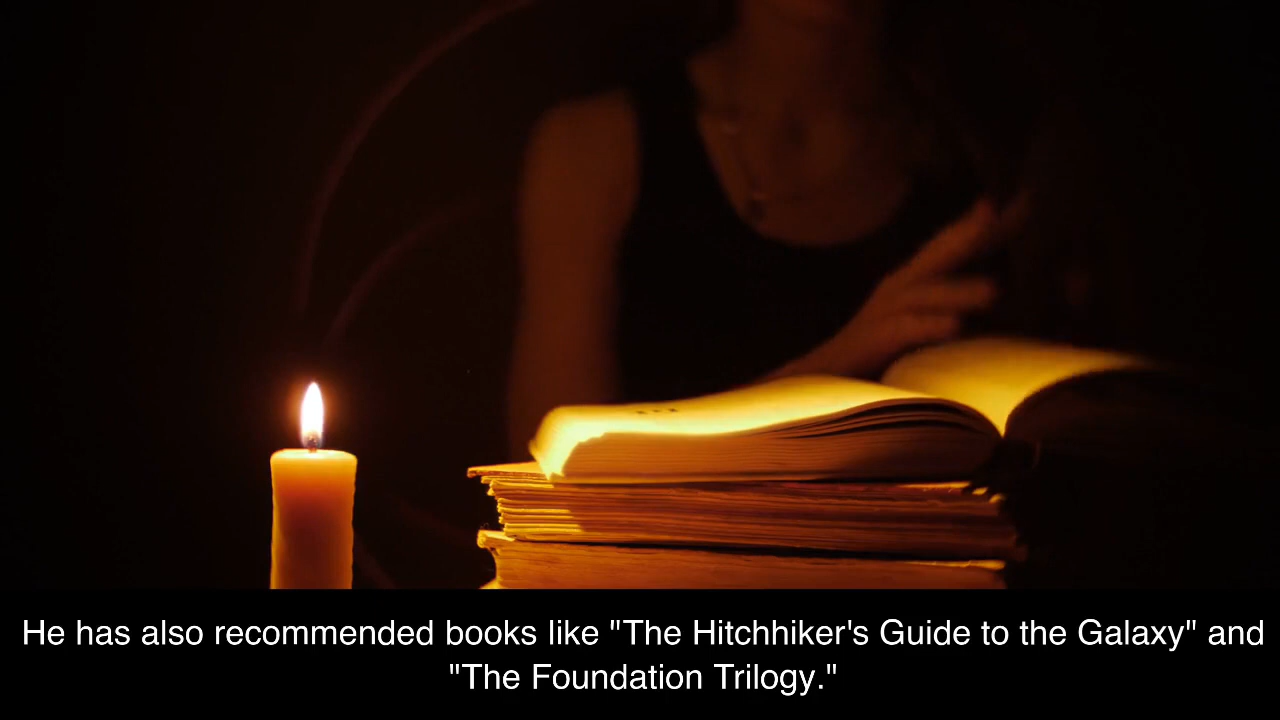 He has also recommended books like "The Hitchhiker's Guide to the Galaxy" and
"The Foundation Trilogy."